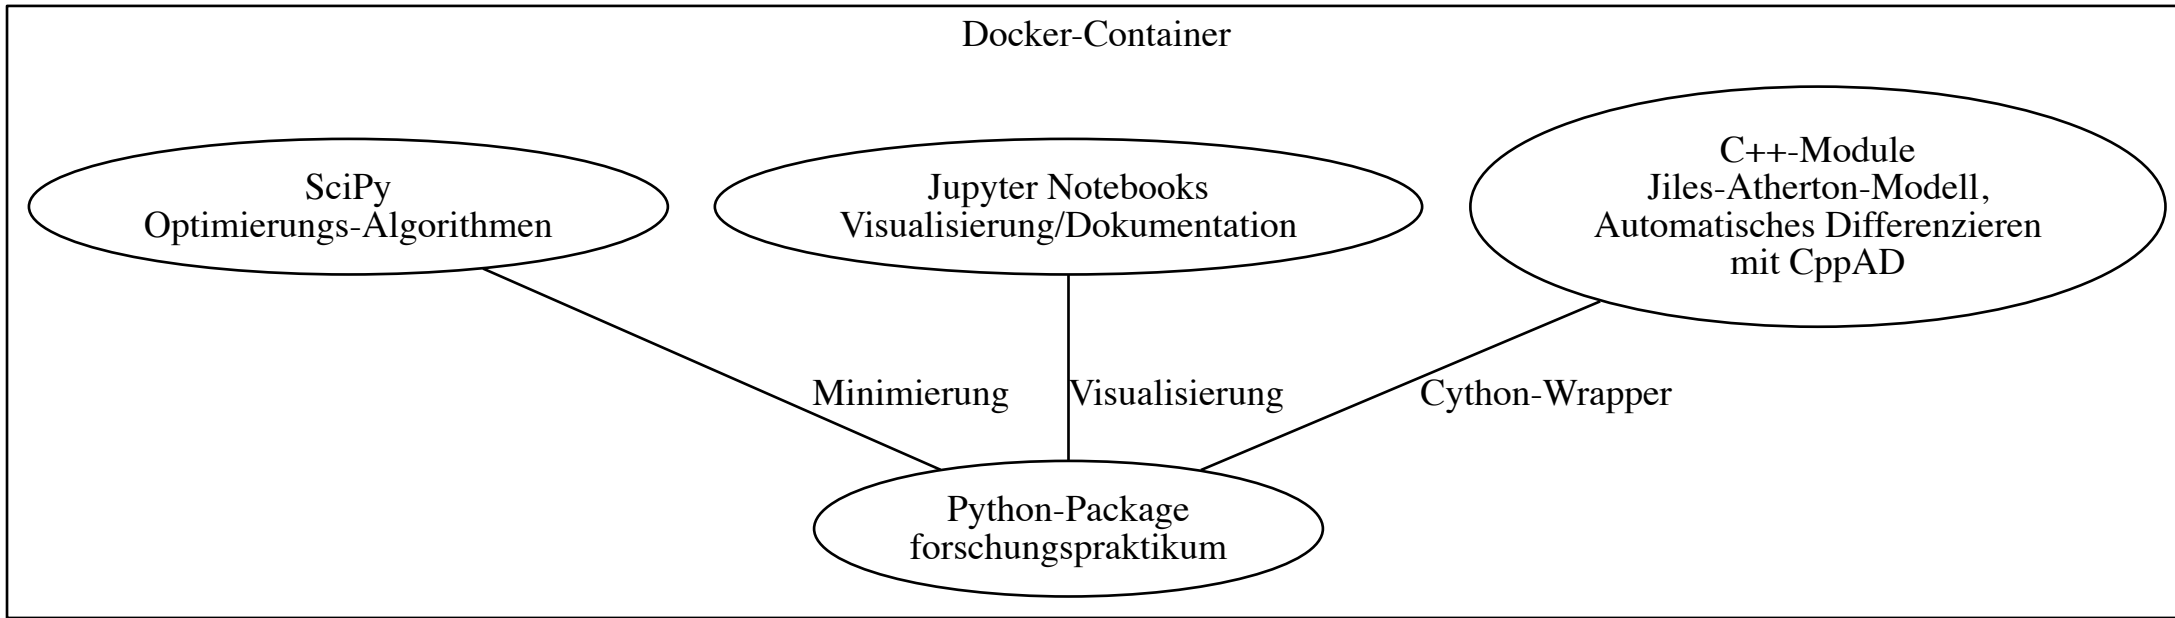 Docker-Container
SciPy
Optimierungs-Algorithmen
Jupyter Notebooks
Visualisierung/Dokumentation
C++-Module
Jiles-Atherton-Modell,
Automatisches Differenzieren
mit CppAD
Minimierung
Visualisierung
Cython-Wrapper
Python-Package
forschungspraktikum